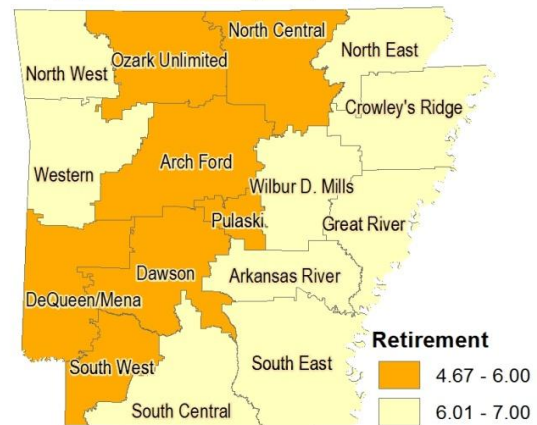 North Central
North East
Ozark Unlimited
North West
Crowley's Ridge
Arch Ford
Western
Wilbur D. Mills
Pulaski
Great River
Dawson
Arkansas River
DeQueen/Mena
Retirement
South West
South East
4.67 - 6.00
South Central
6.01 - 7.00